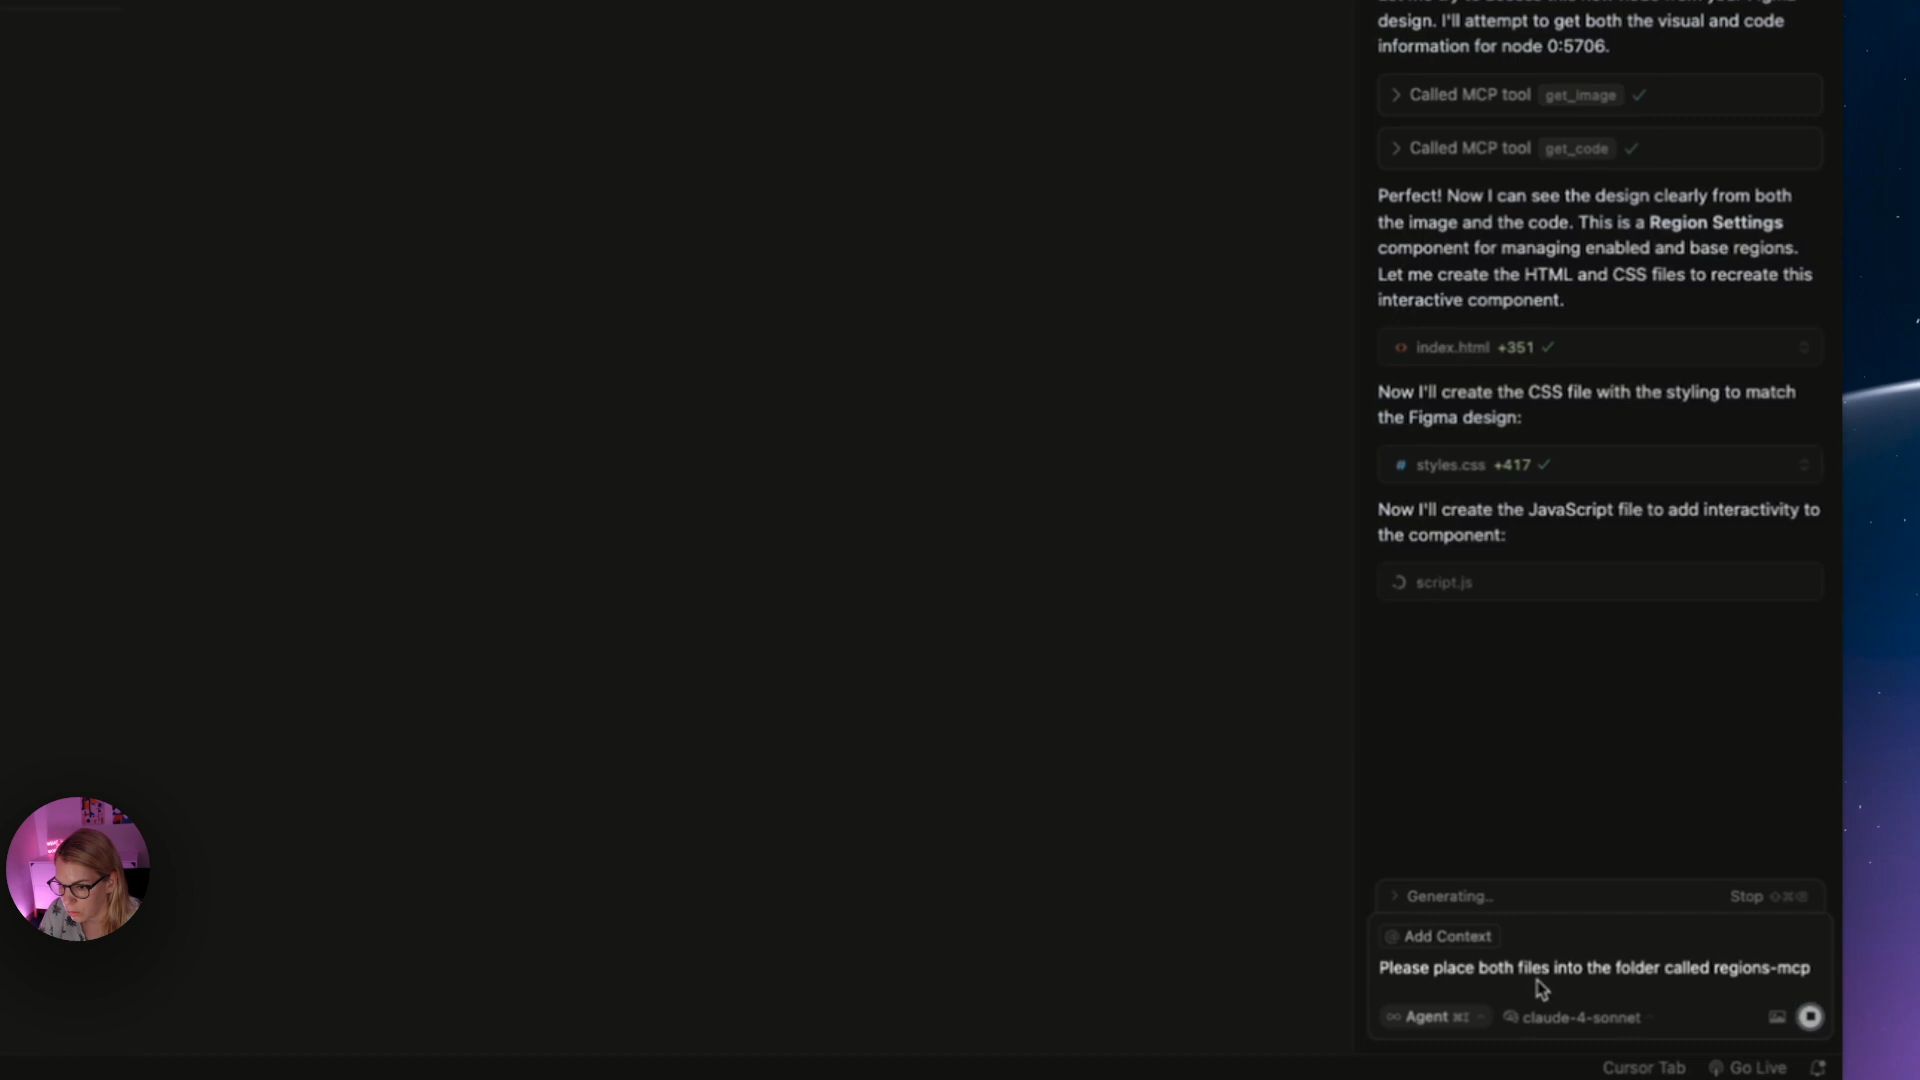 design. I'll attempt to get both the visual and code
information for node 0:5706.
Called MCP tool get_image
Called MCP tool get_code
Perfect! Now I can see the design clearly from both
the image and the code. This is a Region Settings
component for managing enabled and base regions.
Let me create the HTML and CSS files to recreate this
interactive component.
index.html +351
Now I'll create the CSS file with the styling to match
the Figma design:
# styles.css +417
Now I'll create the JavaScript file to add interactivity to
the component:
script.js
Generating...
Stop
@ Add Context
Please place both files into the folder called regions-mcp
∞ Agent ⌘I
claude-4-sonnet
Cursor Tab
Go Live